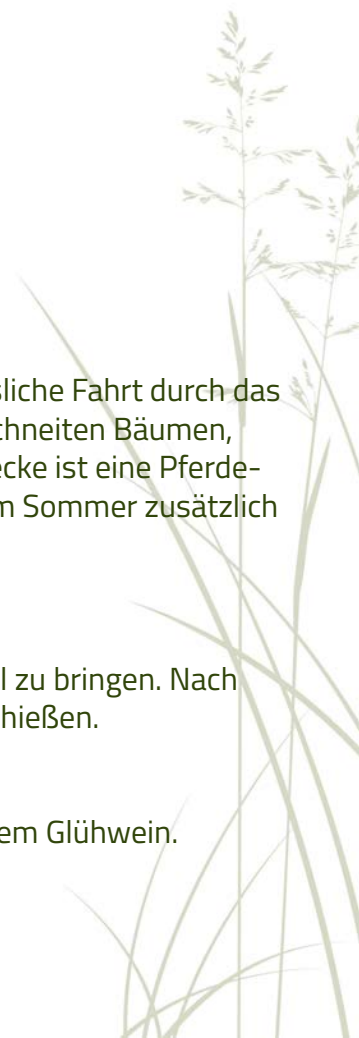 sliche Fahrt durch das
chneiten Bäumen,
ecke ist eine Pferde-
m Sommer zusätzlich
l zu bringen. Nach
hießen.
em Glühwein.